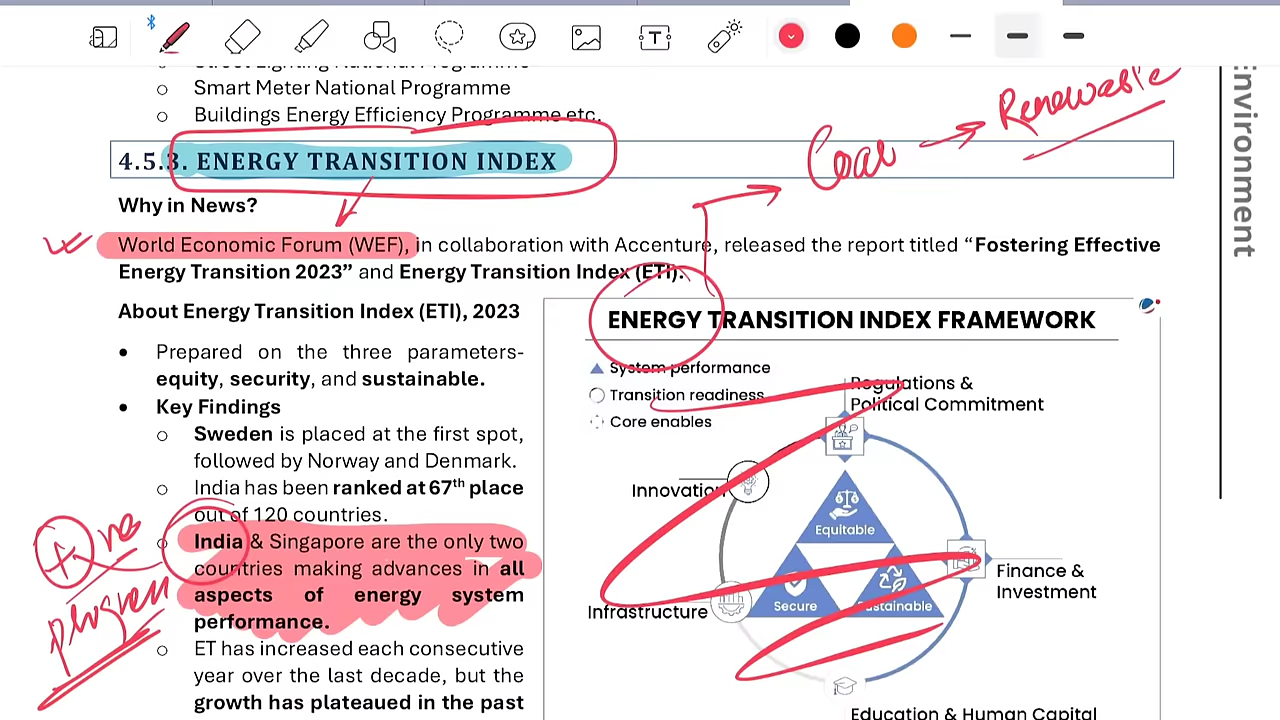 Street Lighting National Programme
o Smart Meter National Programme
o Buildings Energy Efficiency Programme etc.
Coal → Renewable
4.5.3. ENERGY TRANSITION INDEX
Environment
Why in News?
World Economic Forum (WEF), in collaboration with Accenture, released the report titled “Fostering Effective
Energy Transition 2023” and Energy Transition Index (ETI).
About Energy Transition Index (ETI), 2023
• Prepared on the three parameters-
equity, security, and sustainable.
• Key Findings
o Sweden is placed at the first spot,
followed by Norway and Denmark.
o India has been ranked at 67th place
out of 120 countries.
o India & Singapore are the only two
countries making advances in all
aspects of energy system
performance.
o ET has increased each consecutive
year over the last decade, but the
growth has plateaued in the past
+ve
ENERGY TRANSITION INDEX FRAMEWORK
System performance
Transition readiness
Core enables
Regulations &
Political Commitment
Innovation
Equitable
Secure
Sustainable
Finance &
Investment
Infrastructure
Education & Human Capital
T